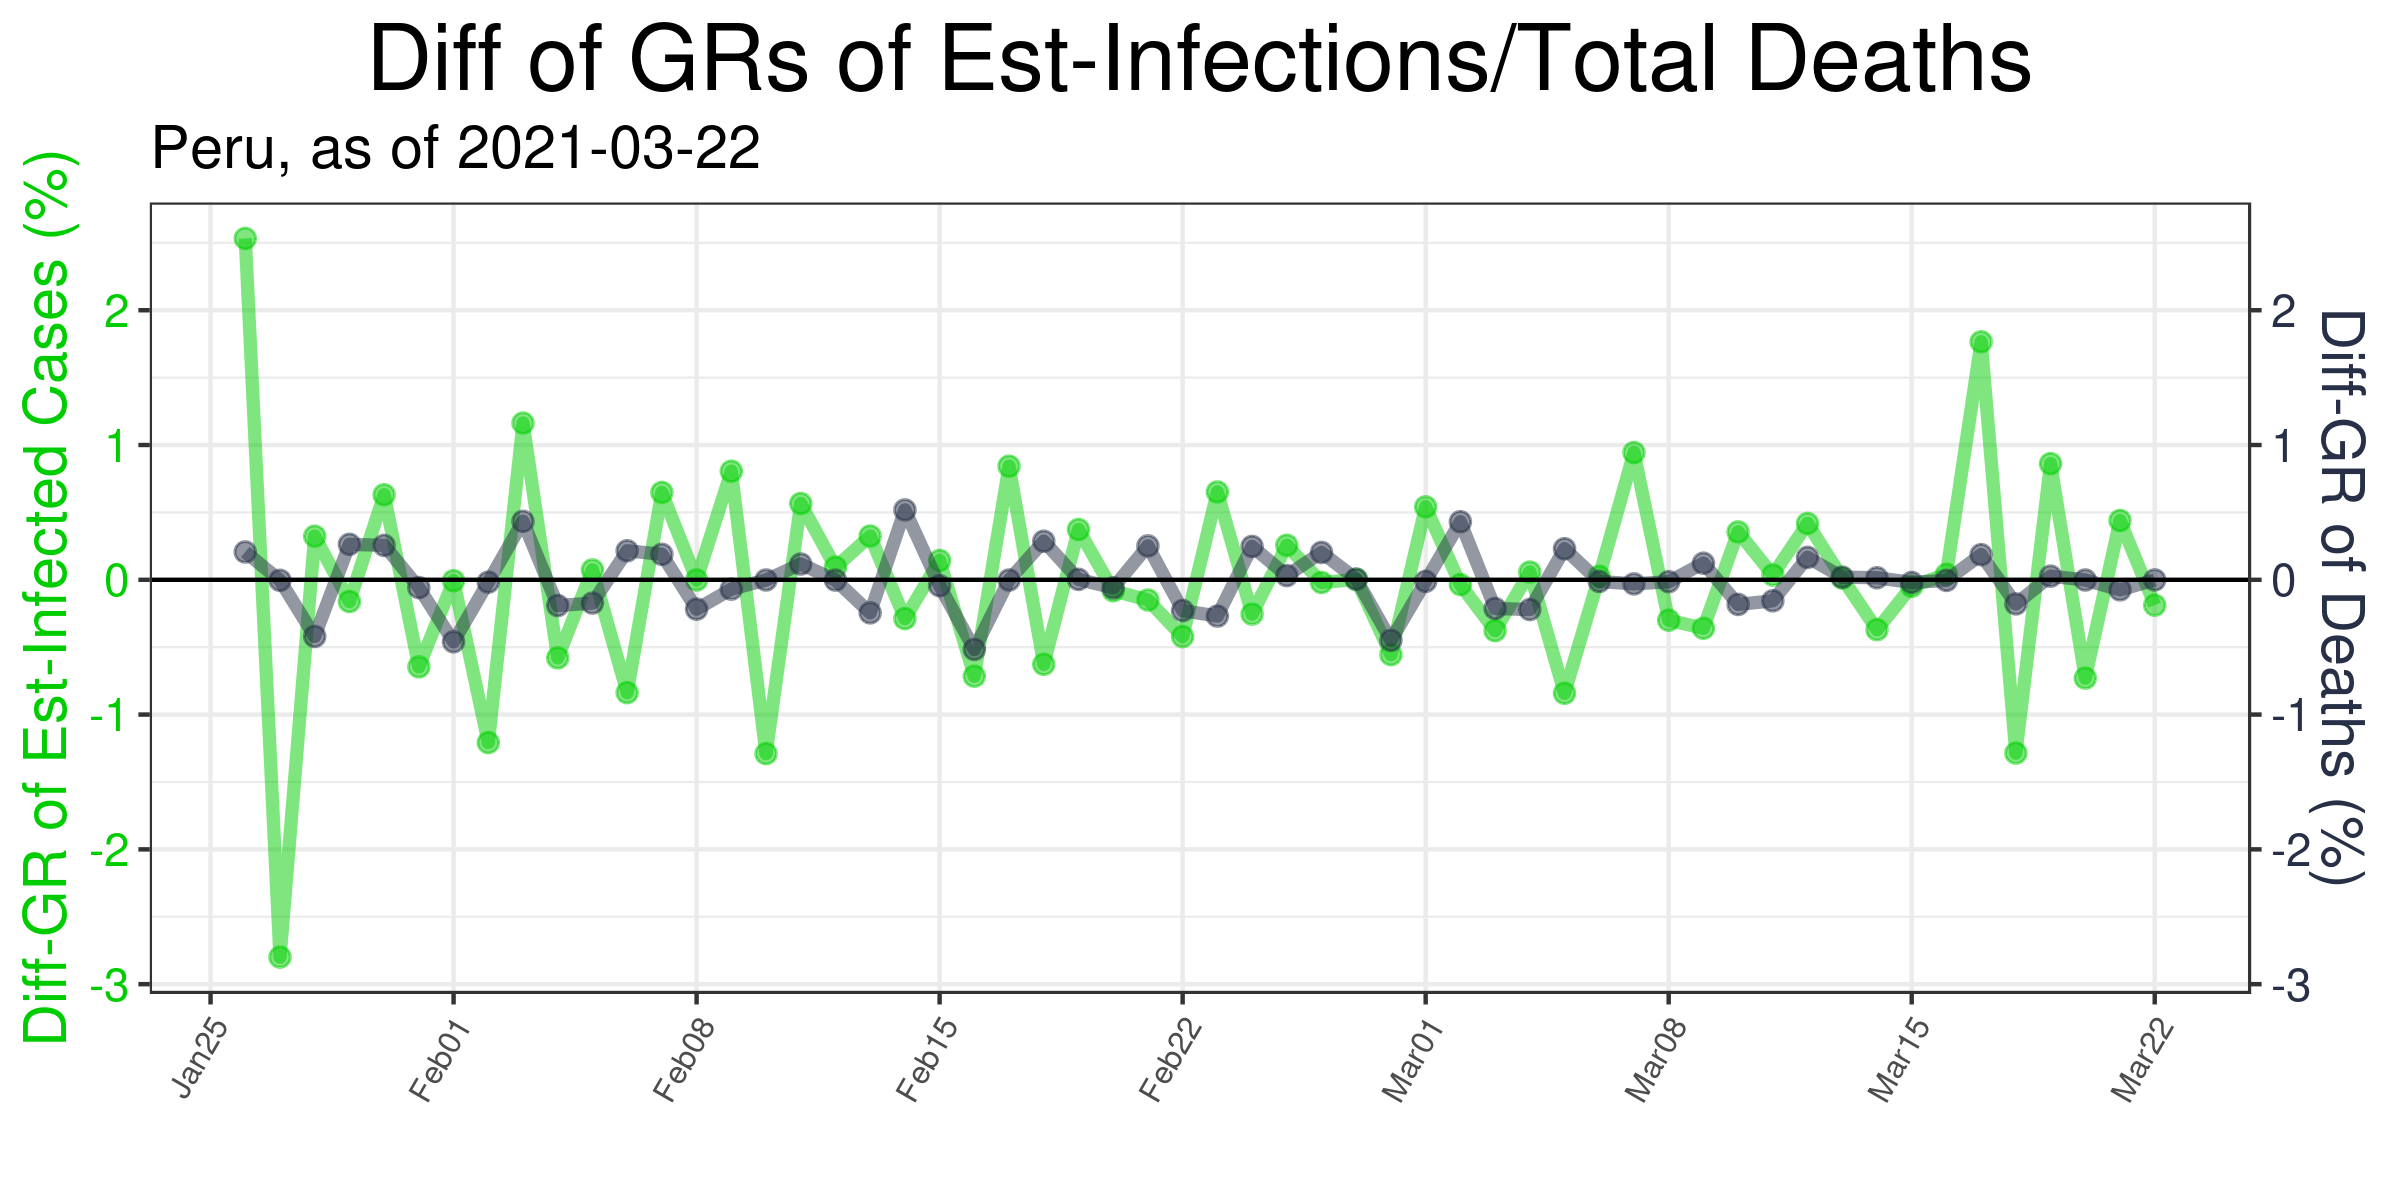 Diff of GRs of Est-Infections/Total Deaths
Peru, as of 2021-03-22
Diff-GR of Est-Infected Cases (%)
2
1
0
-1
-2
-3
2
1
0
-1
-2
-3
Diff-GR of Deaths (%)
Jan25
Feb01
Feb08
Feb15
Feb22
Mar01
Mar08
Mar15
Mar22